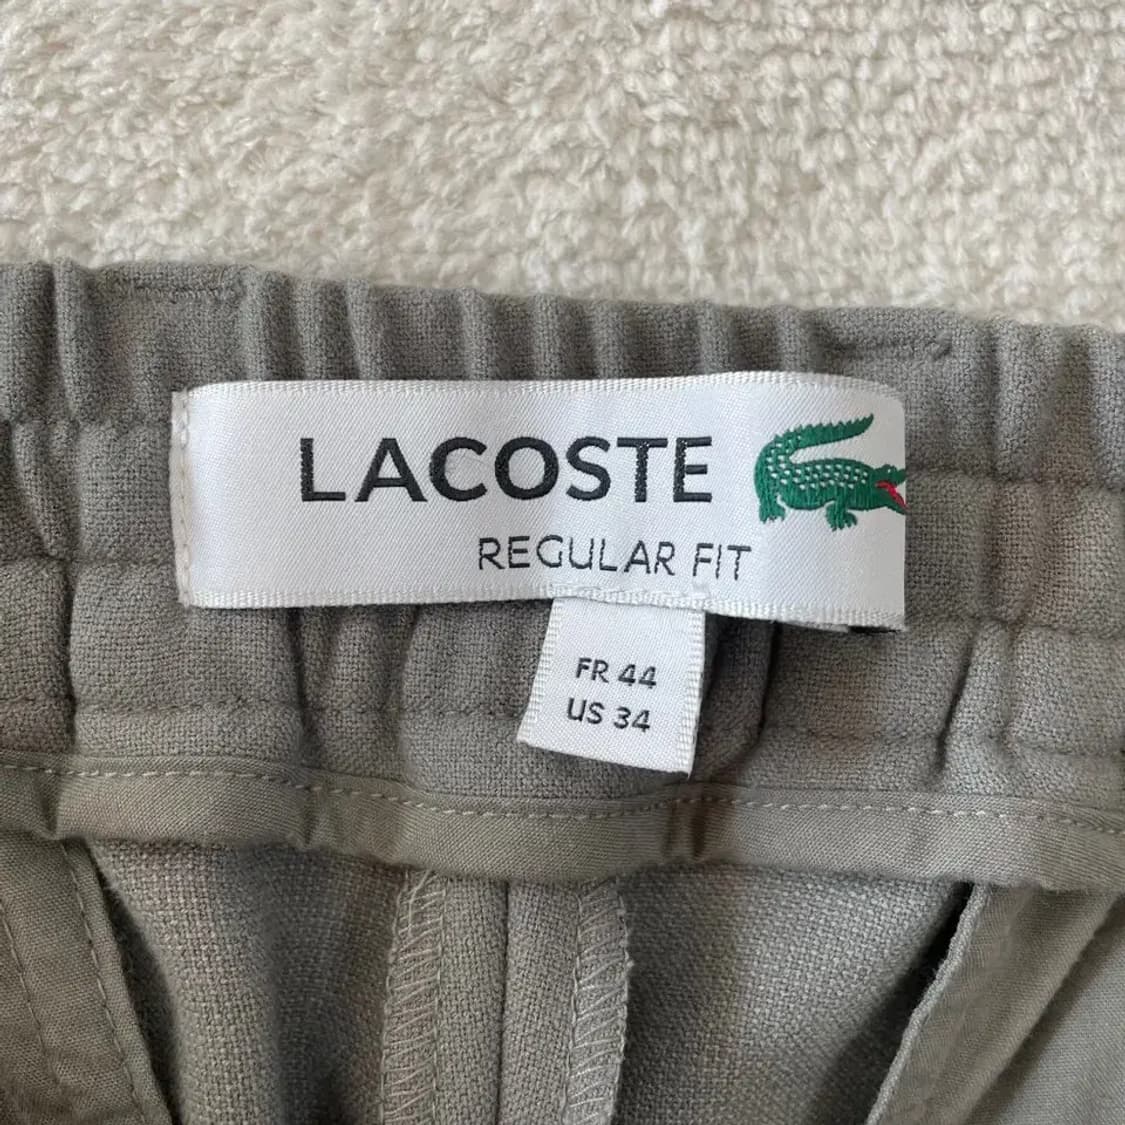 LACOSTE
REGULAR FIT
FR 44
US 34